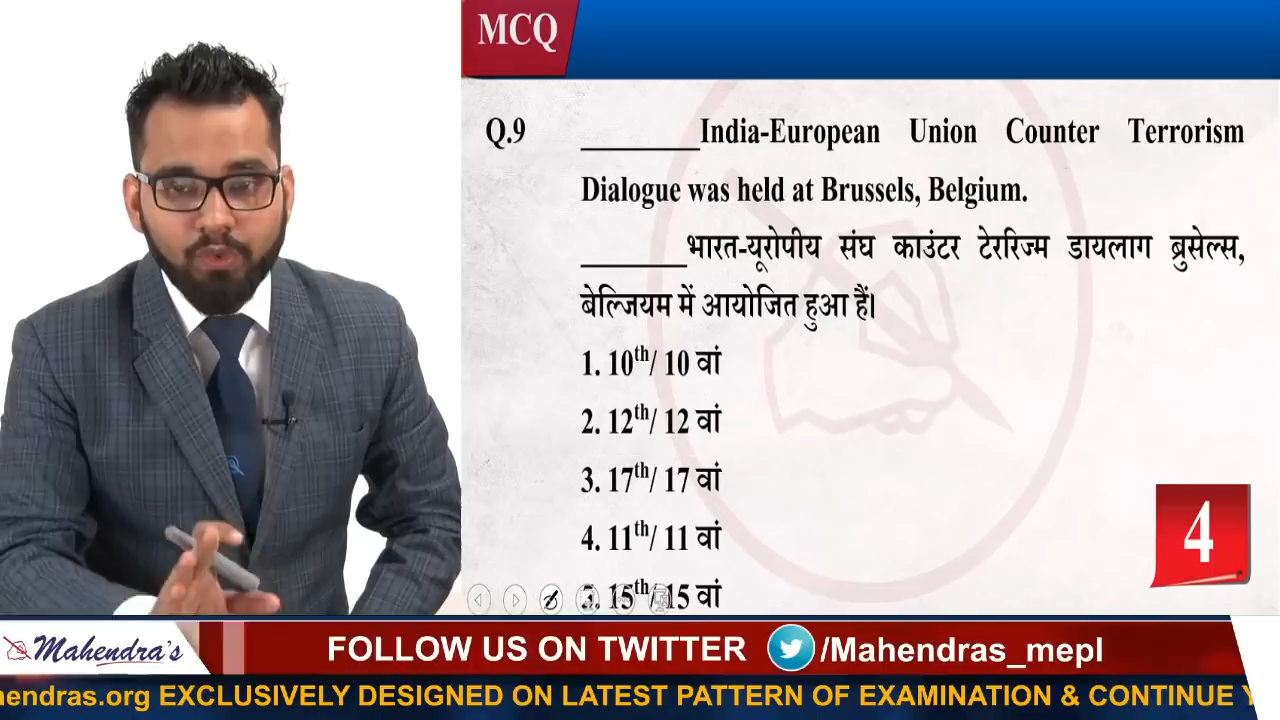 MCQ
Q.9 ________India-European Union Counter Terrorism
Dialogue was held at Brussels, Belgium.
________भारत-यूरोपीय संघ काउंटर टेररिज्म डायलाग ब्रुसेल्स,
बेल्जियम में आयोजित हुआ हैं।
1. 10th/ 10 वां
2. 12th/ 12 वां
3. 17th/ 17 वां
4. 11th/ 11 वां
15th/ 15 वां
4
Mahendra's
FOLLOW US ON TWITTER /Mahendras_mepl
hendras.org EXCLUSIVELY DESIGNED ON LATEST PATTERN OF EXAMINATION & CONTINUE Y